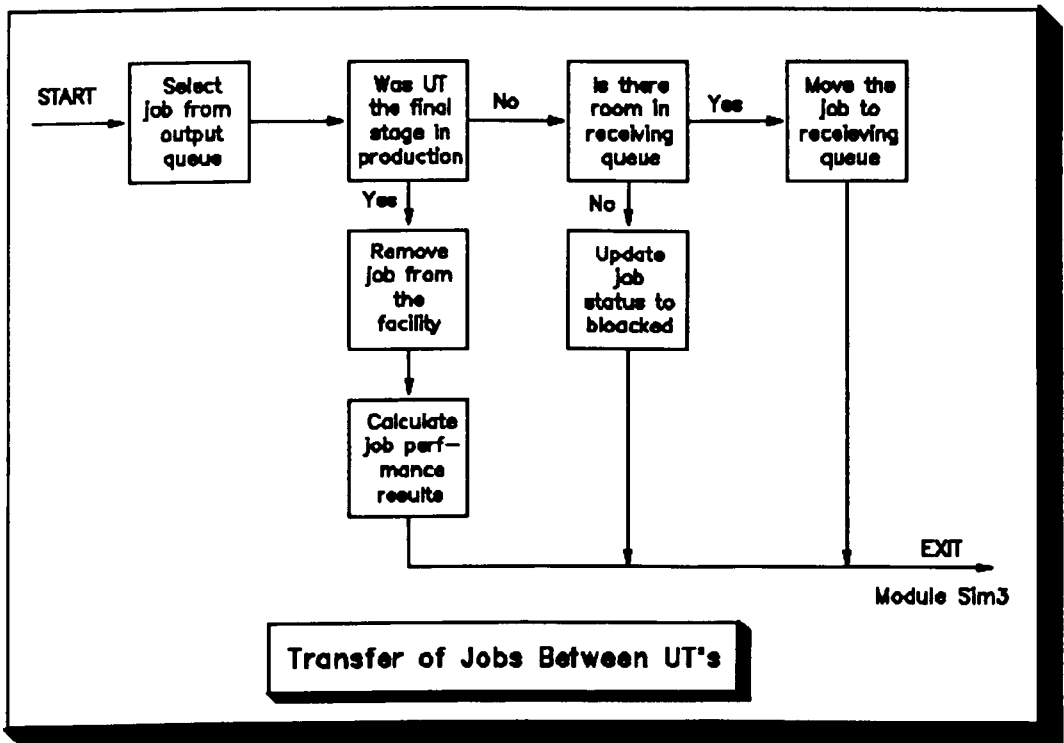 START
Select
job from
output
queue
Was UT
the final
stage in
production
No
Is there
room in
receiving
queue
Yes
Move the
job to
receieving
queue
Yes
Remove
job from
the
facility
No
Update
job
status to
bloacked
Calculate
job perf-
mance
results
EXIT
Module Sim3
Transfer of Jobs Between UT's